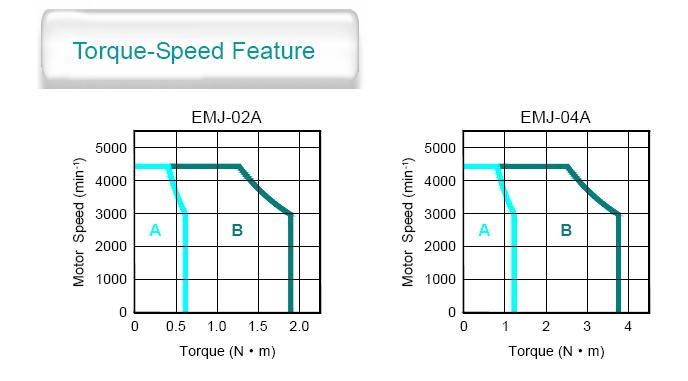 Torque-Speed Feature
EMJ-02A
5000
4000
3000
2000
1000
0
Motor Speed (min-1)
A
B
0 0.5 1.0 1.5 2.0
Torque (N・m)
EMJ-04A
5000
4000
3000
2000
1000
0
Motor Speed (min-1)
A
B
0 1 2 3 4
Torque (N・m)